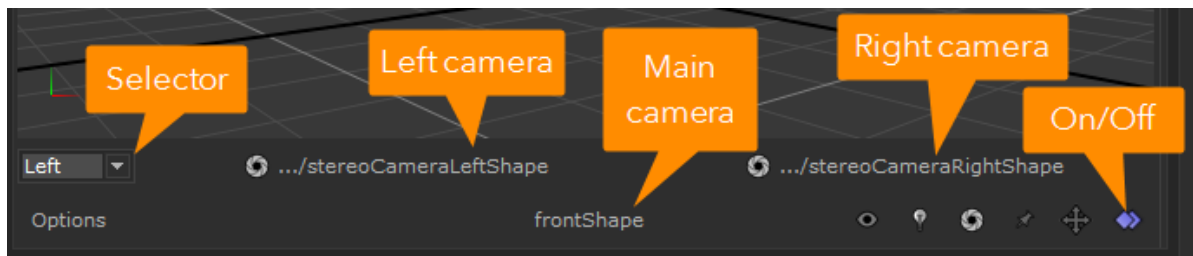 Selector
Left camera
Main
camera
Right camera
On/Off
Left
.../stereoCameraLeftShape
.../stereoCameraRightShape
Options
frontShape